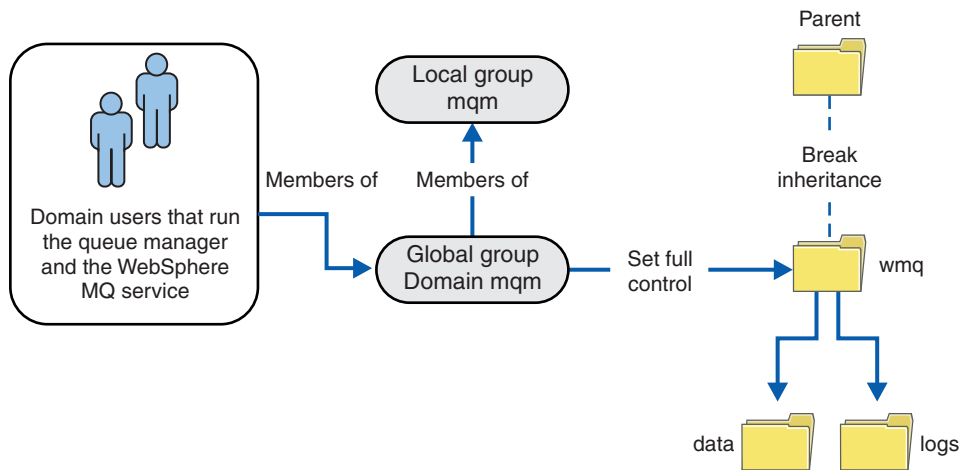 Parent
Local group
mqm
Break
inheritance
Members of
Members of
Domain users that run
the queue manager
and the WebSphere
MQ service
Global group
Domain mqm
Set full
control
wmq
data
logs